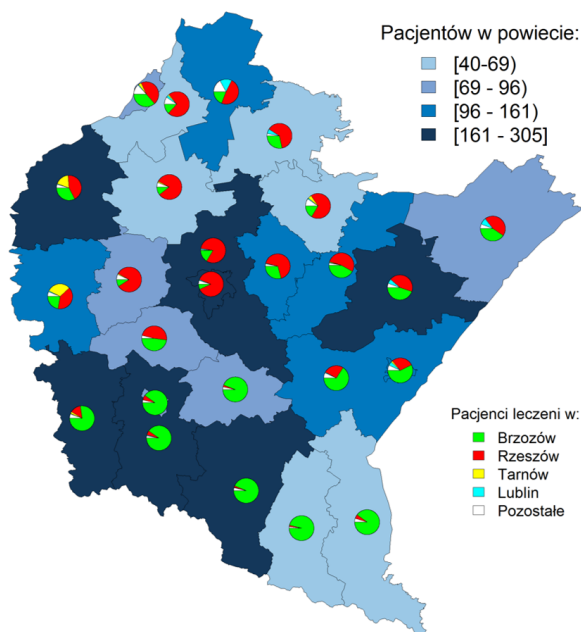 Pacjentów w powiecie:
[40-69)
[69 - 96)
[96 - 161)
[161 - 305]
Pacjenci leczeni w:
Brzozów
Rzeszów
Tarnów
Lublin
Pozostałe